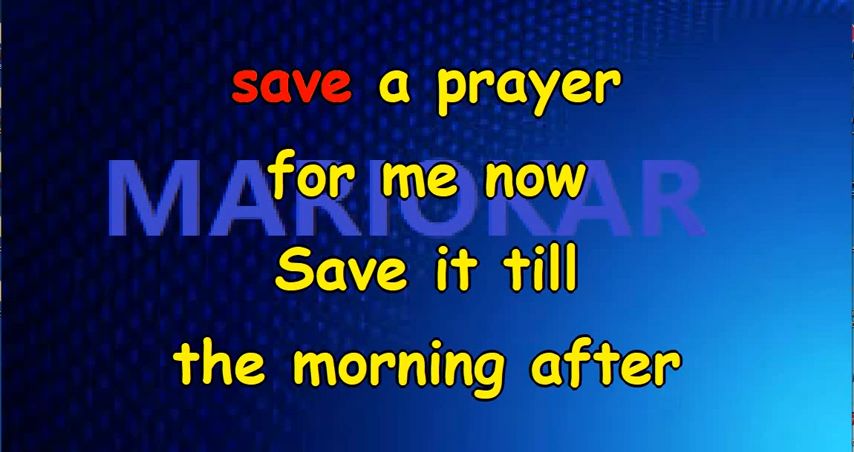 save a prayer
MARIOKAR
for me now
Save it till
the morning after